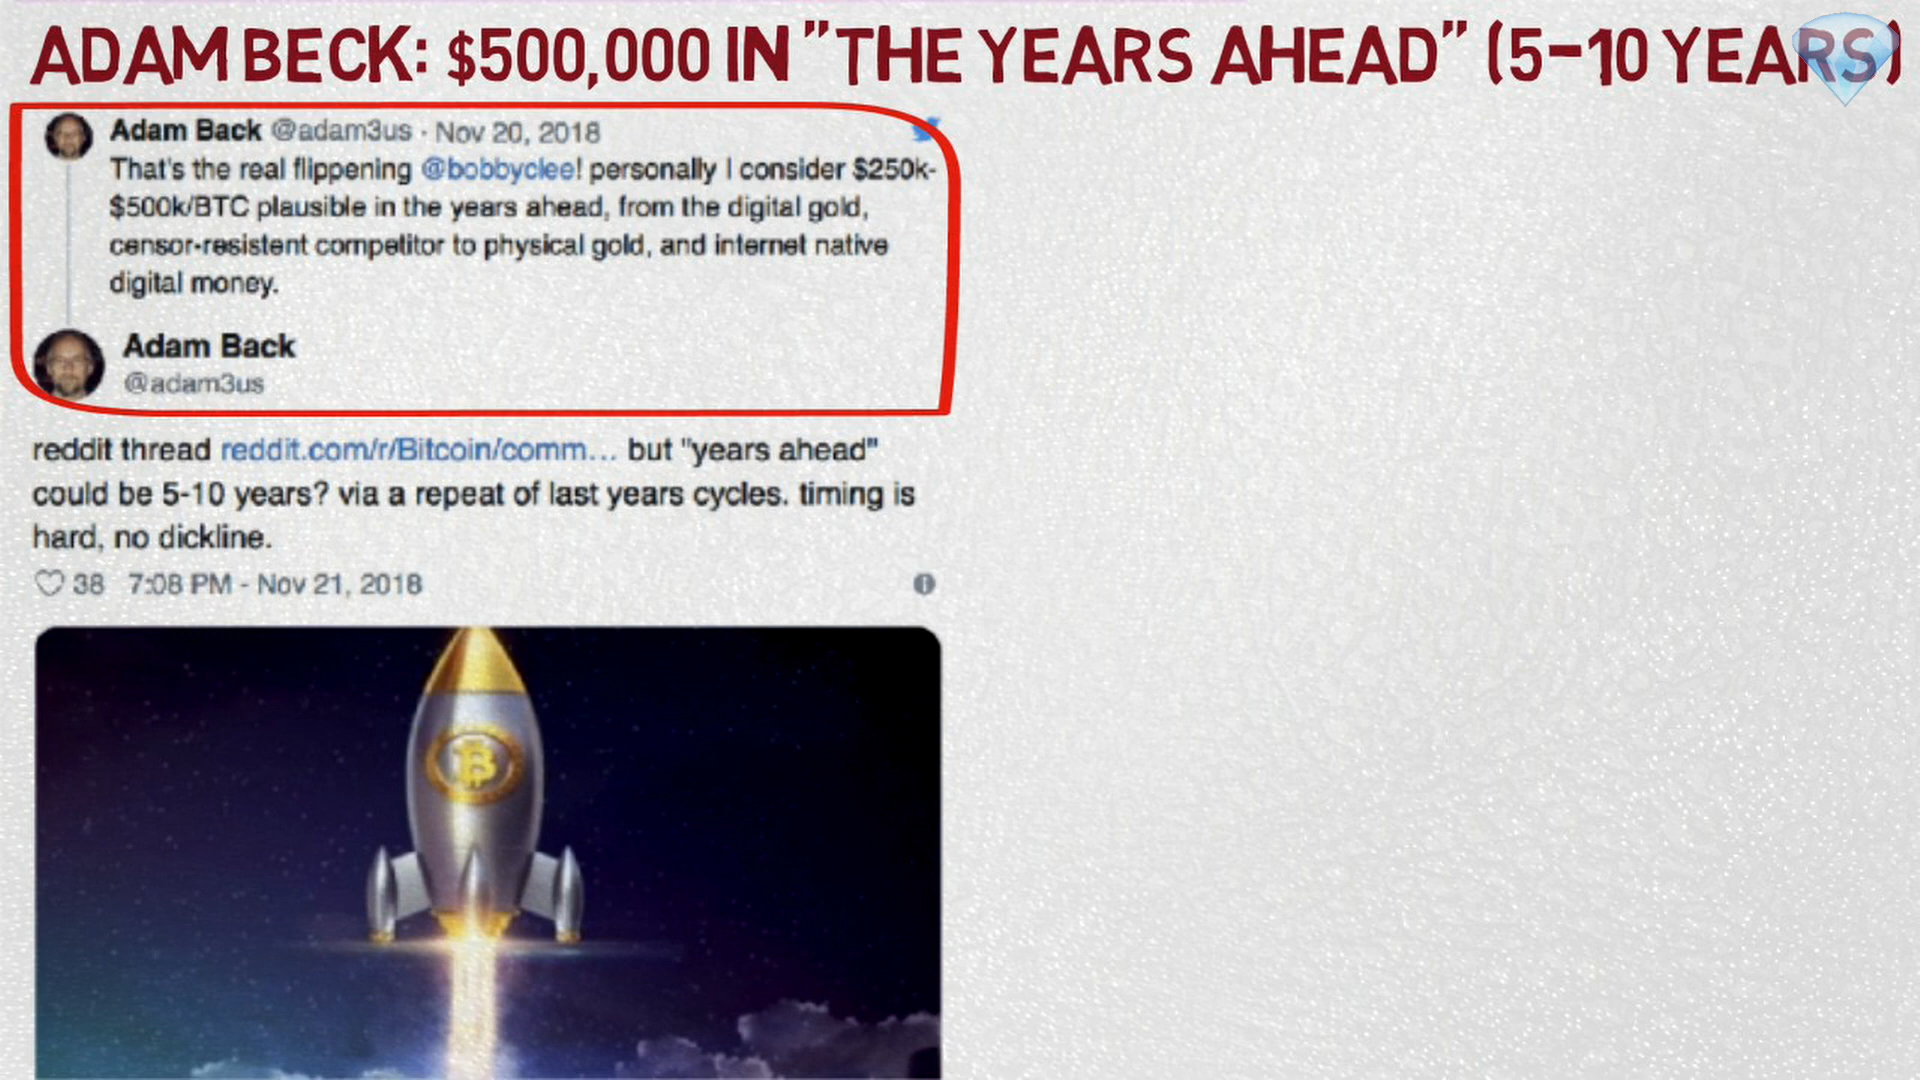 ADAM BECK: $500,000 IN "THE YEARS AHEAD" (5-10 YEARS)
Adam Back @adam3us · Nov 20, 2018
That's the real flippening @bobbyclee! personally I consider $250k-
$500k/BTC plausible in the years ahead, from the digital gold,
censor-resistent competitor to physical gold, and internet native
digital money.
Adam Back
@adam3us
reddit thread reddit.com/r/Bitcoin/comm... but "years ahead"
could be 5-10 years? via a repeat of last years cycles. timing is
hard, no dickline.
38 7:08 PM - Nov 21, 2018